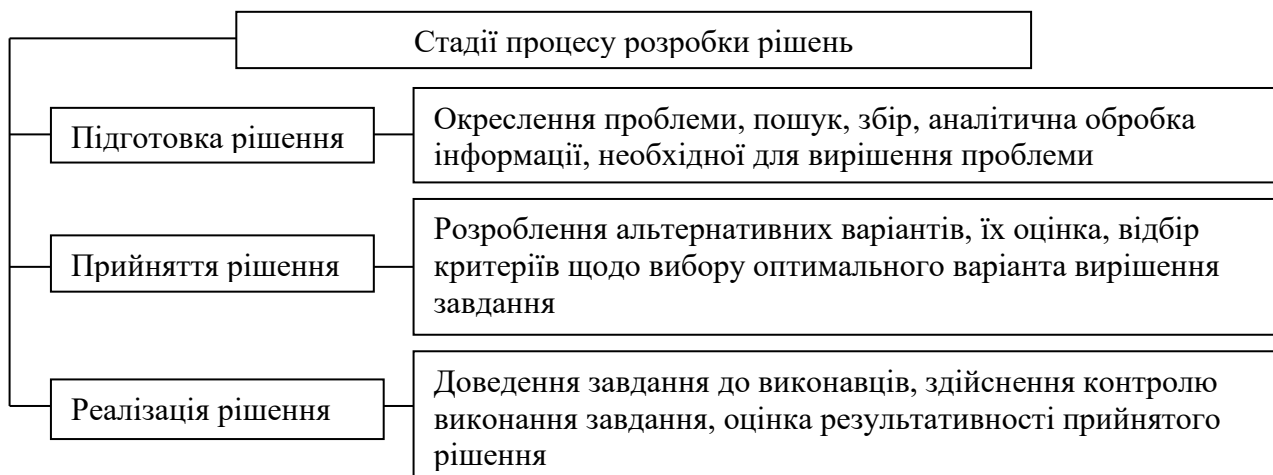 Стадії процесу розробки рішень
Підготовка рішення
Окреслення проблеми, пошук, збір, аналітична обробка
інформації, необхідної для вирішення проблеми
Прийняття рішення
Розроблення альтернативних варіантів, їх оцінка, відбір
критеріїв щодо вибору оптимального варіанта вирішення
завдання
Реалізація рішення
Доведення завдання до виконавців, здійснення контролю
виконання завдання, оцінка результативності прийнятого
рішення